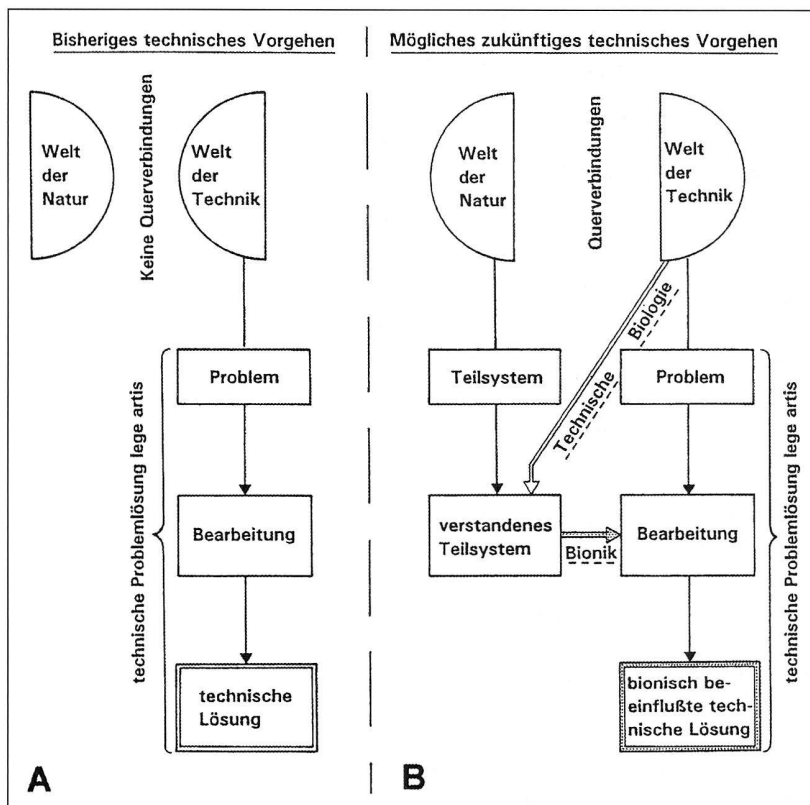 Bisheriges technisches Vorgehen
Welt
der
Natur
Keine Querverbindungen
Welt
der
Technik
technische Problemlösung lege artis
Problem
Bearbeitung
technische
Lösung
A
Mögliches zukünftiges technisches Vorgehen
Welt
der
Natur
Querverbindungen
Welt
der
Technik
Technische Biologie
Teilsystem
Problem
verstandenes
Teilsystem
Bionik
Bearbeitung
bionisch be-
einflußte tech-
nische Lösung
technische Problemlösung lege artis
B